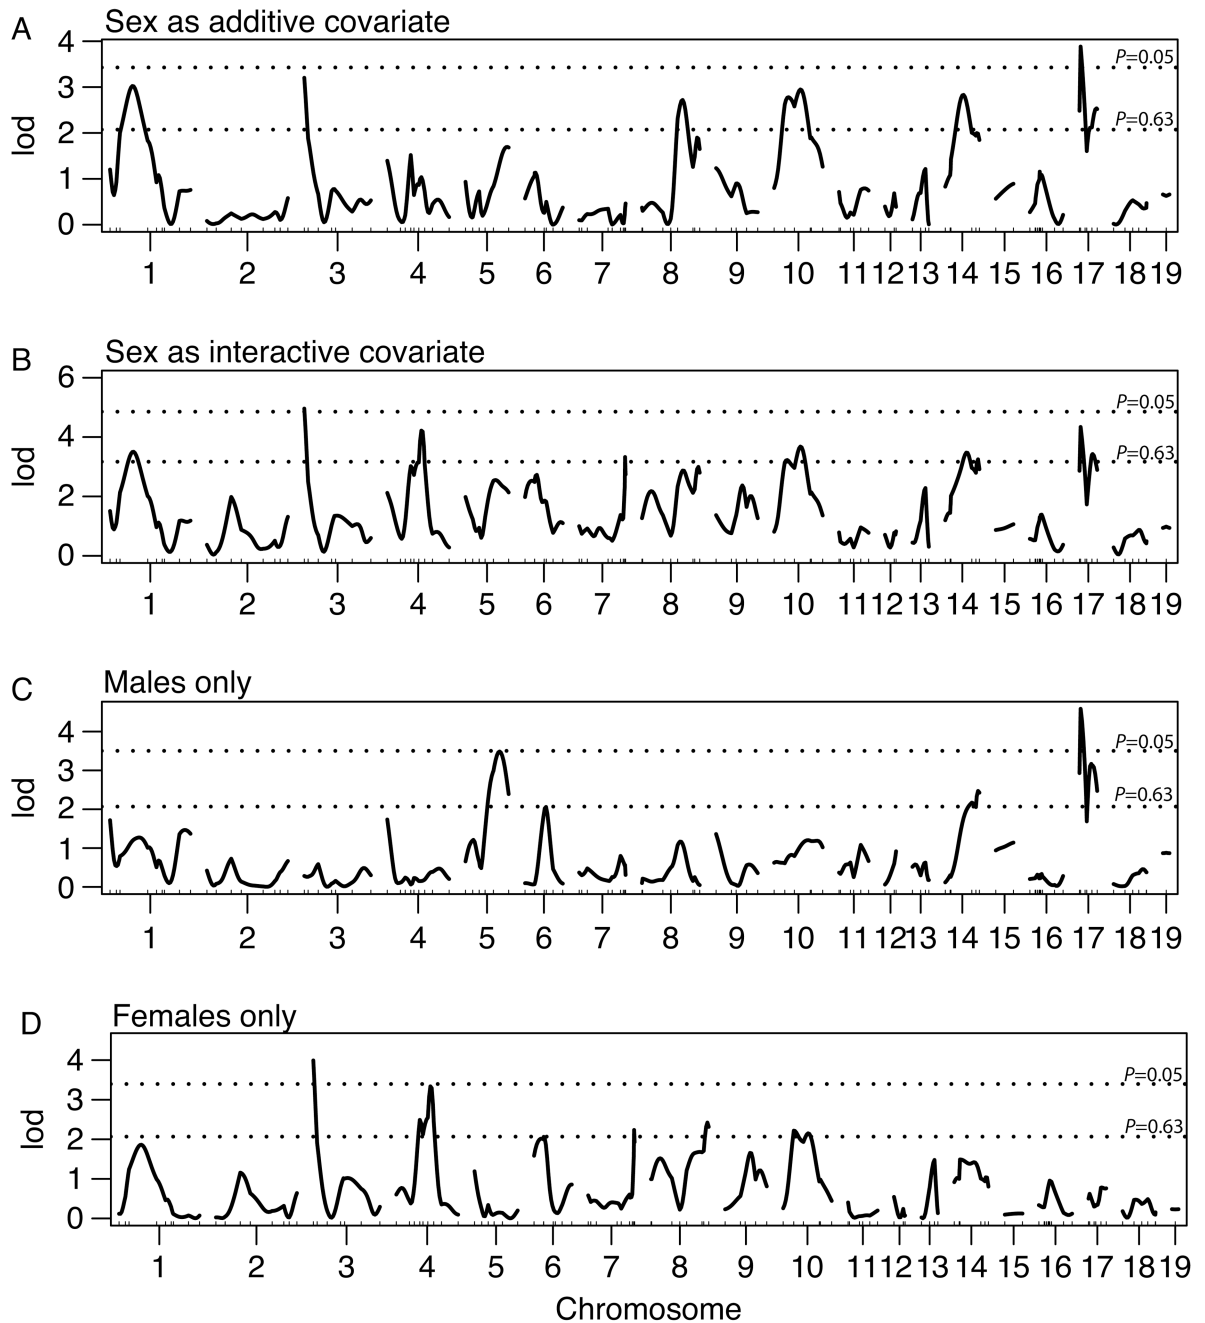 A Sex as additive covariate
4
P=0.05
3
P=0.63
2
lod
1
0
1 2 3 4 5 6 7 8 9 10 11 12 13 14 15 16 17 18 19
B Sex as interactive covariate
6
P=0.05
4
P=0.63
lod
2
0
1 2 3 4 5 6 7 8 9 10 11 12 13 14 15 16 17 18 19
C Males only
4
P=0.05
3
P=0.63
lod
2
1
0
1 2 3 4 5 6 7 8 9 10 11 12 13 14 15 16 17 18 19
D Females only
4
P=0.05
3
P=0.63
lod
2
1
0
1 2 3 4 5 6 7 8 9 10 11 12 13 14 15 16 17 18 19
Chromosome